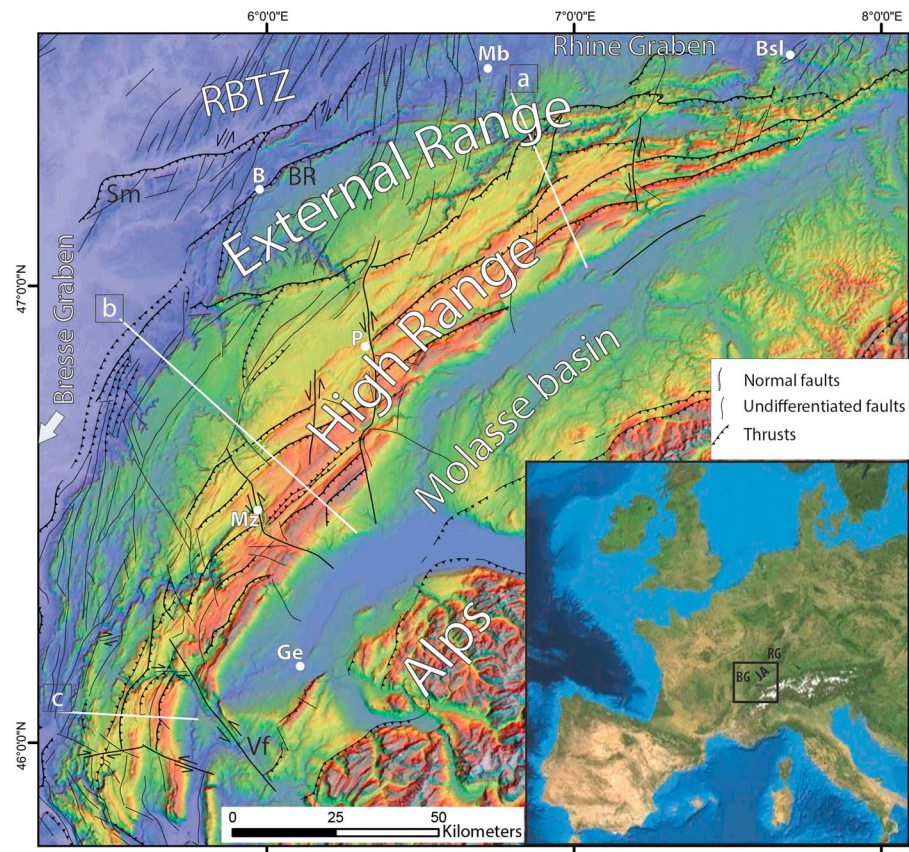 6°0'0"E
7°0'0"E
8°0'0"E
Rhine Graben
Mb
Bsl
a
RBTZ
External Range
B
BR
Sm
47°0'0"N
Bresse Graben
b
P
High Range
Molasse basin
Normal faults
Undifferentiated faults
Thrusts
Mz
Alps
Ge
RG
BG
JA
c
46°0'0"N
Vf
0
25
50
Kilometers